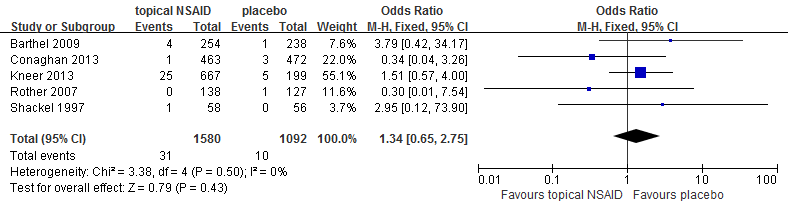 topical NSAID placebo Odds Ratio Odds Ratio
Study or Subgroup Events Total Events Total Weight M-H, Fixed, 95% CI M-H, Fixed, 95% CI
Barthel 2009 4 254 1 238 7.6% 3.79 [0.42, 34.17]
Conaghan 2013 1 463 3 472 22.0% 0.34 [0.04, 3.26]
Kneer 2013 25 667 5 199 55.1% 1.51 [0.57, 4.00]
Rother 2007 0 138 1 127 11.6% 0.30 [0.01, 7.54]
Shackel 1997 1 58 0 56 3.7% 2.95 [0.12, 73.90]
Total (95% CI) 1580 1092 100.0% 1.34 [0.65, 2.75]
Total events 31 10
Heterogeneity: Chi² = 3.38, df = 4 (P = 0.50); I² = 0%
Test for overall effect: Z = 0.79 (P = 0.43)
0.01 0.1 1 10 100
Favours topical NSAID Favours placebo